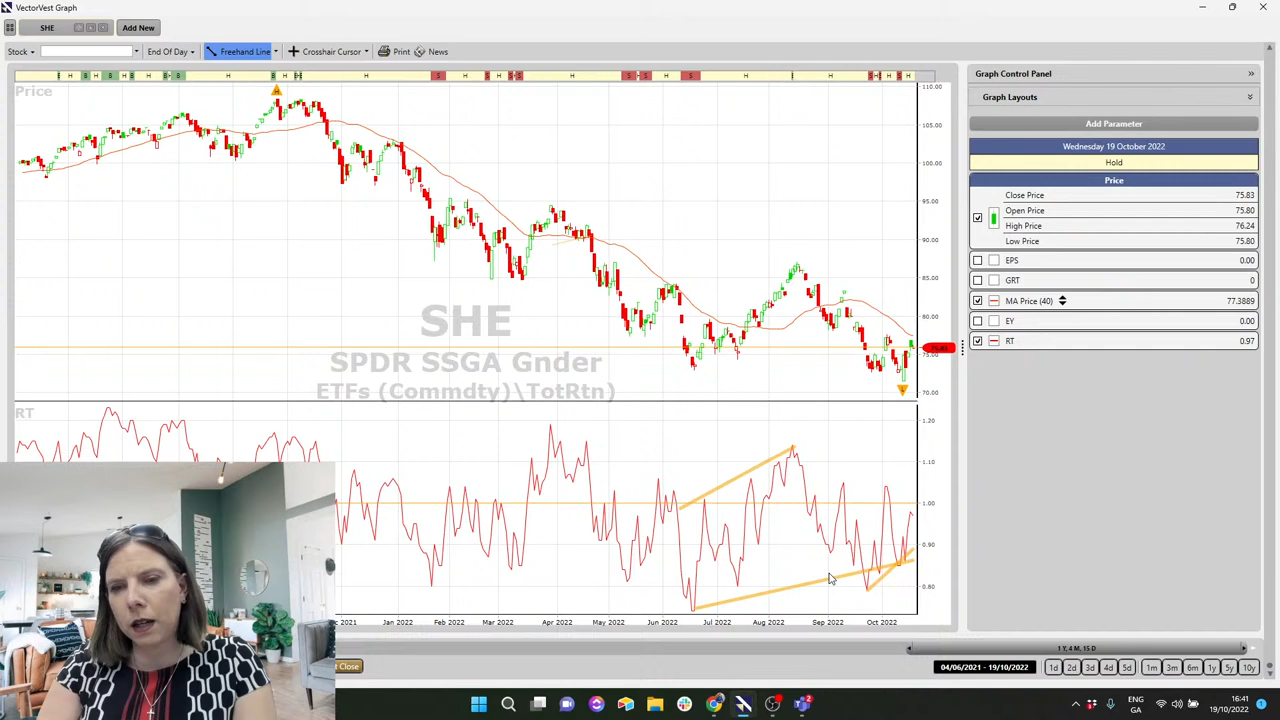 VectorVest Graph
SHE
Add New
Stock
End Of Day
Freehand Line
Crosshair Cursor
Print
News
Price
110.00
105.00
100.00
95.00
90.00
85.00
80.00
75.00
70.00
SHE
SPDR SSGA Gnder
ETFs (Commdty)\TotRtn)
RT
1.20
1.10
1.00
0.90
0.80
2021
Jan 2022
Feb 2022
Mar 2022
Apr 2022
May 2022
Jun 2022
Jul 2022
Aug 2022
Sep 2022
Oct 2022
Graph Control Panel
Graph Layouts
Add Parameter
Wednesday 19 October 2022
Hold
Price
Close Price 75.83
Open Price 75.80
High Price 76.24
Low Price 75.80
EPS 0.00
GRT 0
MA Price (40) 77.3889
EY 0.00
RT 0.97
1 Y, 4 M, 15 D
t Close
04/06/2021 - 19/10/2022
1d 2d 3d 4d 5d 1m 3m 6m 1y 5y 10y
ENG
GA
16:41
19/10/2022